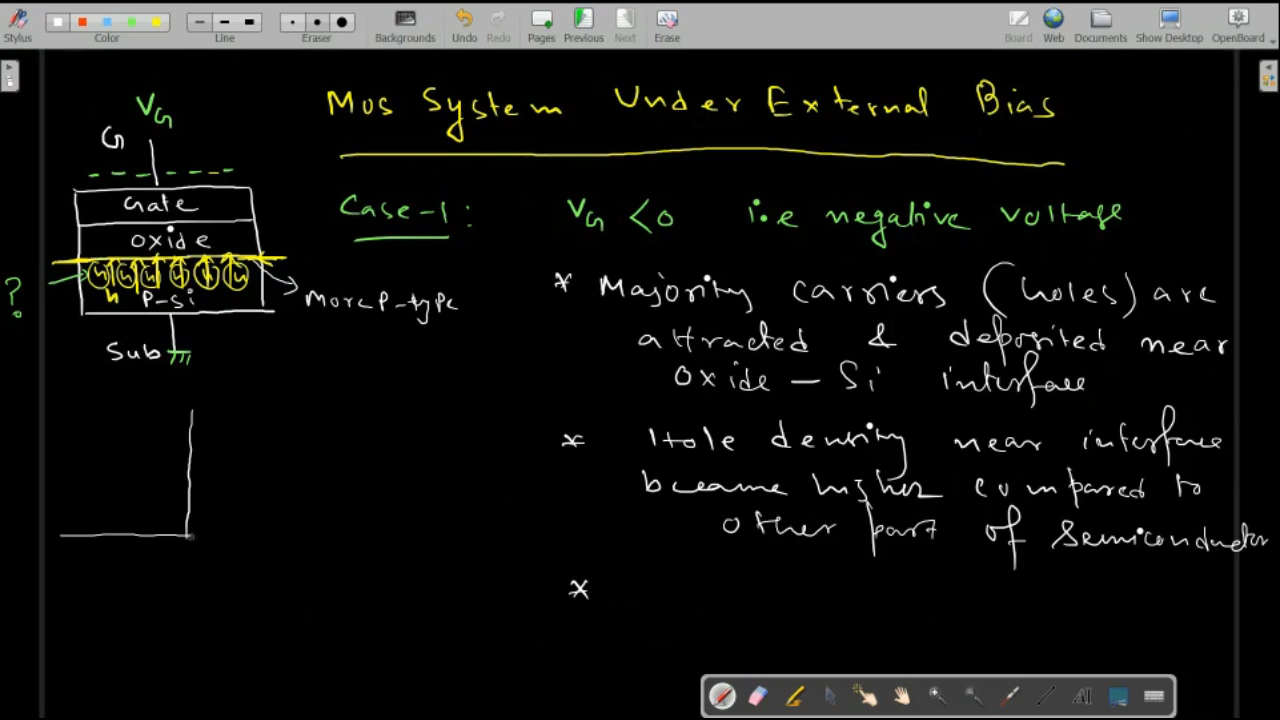 Stylus
Color
Line
Eraser
Backgrounds
Undo
Redo
Pages
Previous
Next
Erase
Board
Web
Documents
Show Desktop
OpenBoard
Mos System Under External Bias
VG
G
Gate
oxide
h h h h h h
h
P-si
?
More P-type
Sub
Case-1: VG <0 i.e negative voltage
* Majority carriers (holes) are
attracted & deposited near
oxide - Si interface
* Hole density near interface
became higher compared to
other part of semiconductor
*
AI